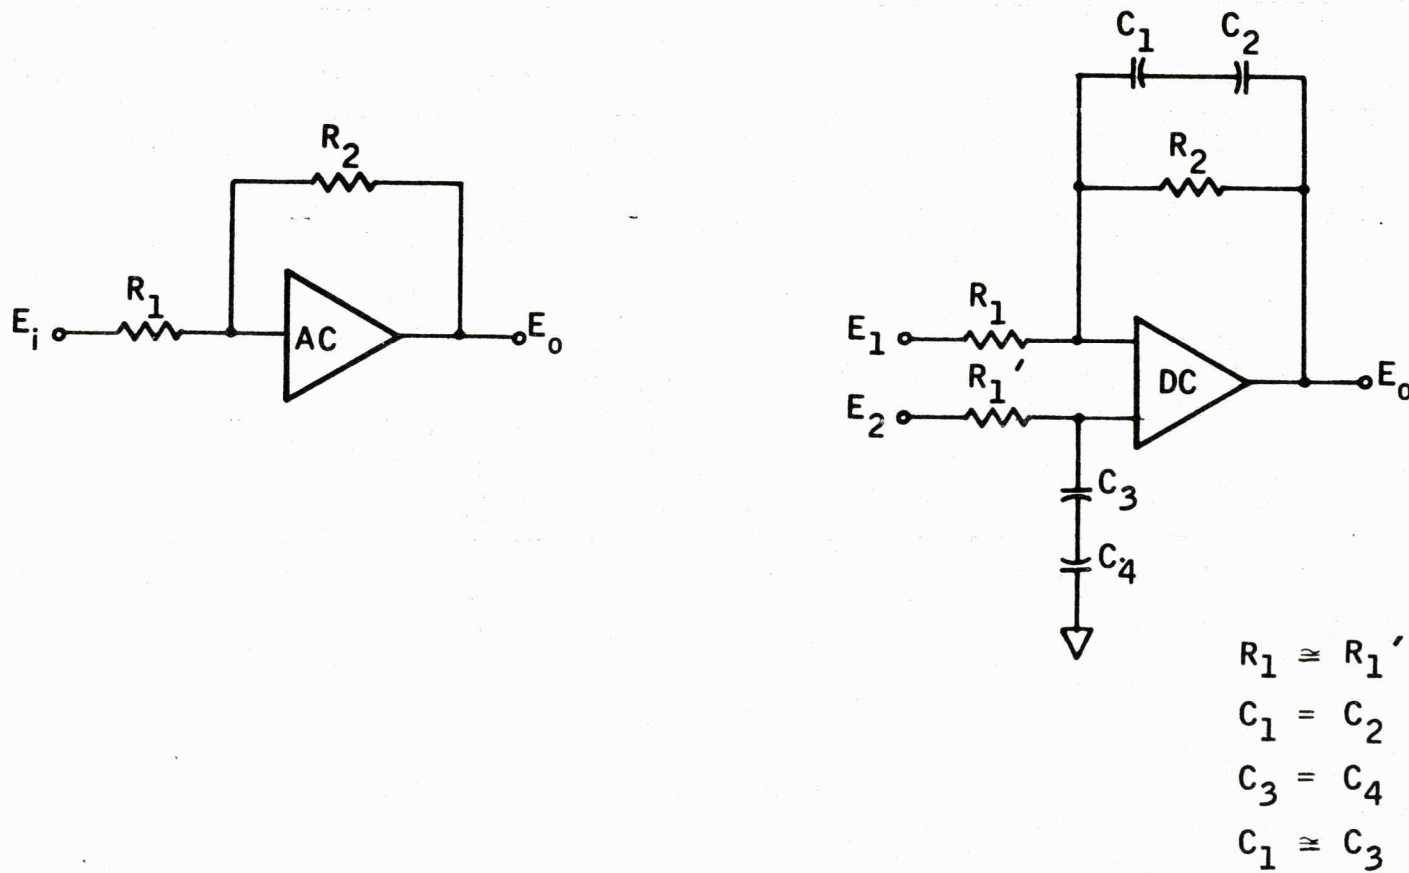 R2
R1
Ei
AC
Eo
C1 C2
R2
R1
E1
R1'
E2
DC
Eo
C3
C4
R1 ≅ R1'
C1 = C2
C3 = C4
C1 ≅ C3